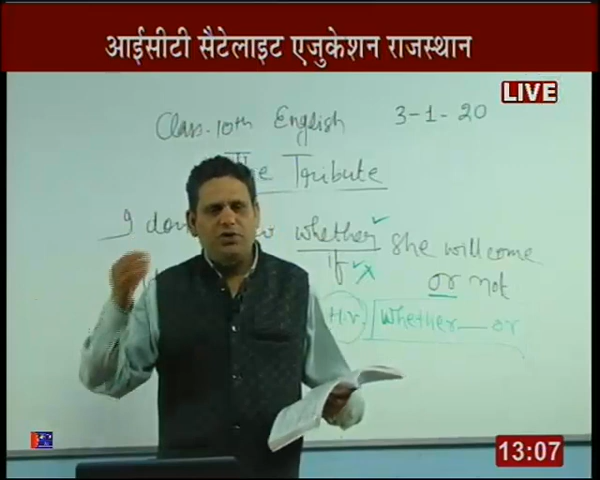 आईसीटी सैटेलाइट एजुकेशन राजस्थान
LIVE
Class-10th English 3-1-20
The Tribute
I whether she will come
if or not
H.V. Whether—or
13:07